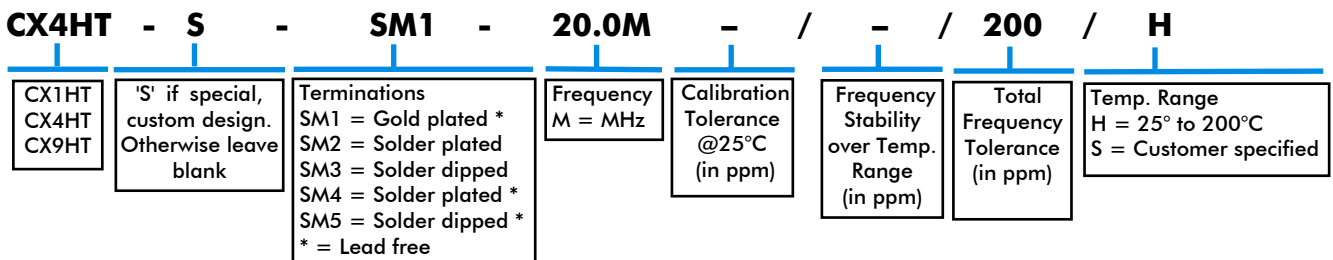 CX4HT - S - SM1 - 20.0M – / – / 200 / H
CX1HT
CX4HT
CX9HT
'S' if special,
custom design.
Otherwise leave
blank
Terminations
SM1 = Gold plated *
SM2 = Solder plated
SM3 = Solder dipped
SM4 = Solder plated *
SM5 = Solder dipped *
* = Lead free
Frequency
M = MHz
Calibration
Tolerance
@25°C
(in ppm)
Frequency
Stability
over Temp.
Range
(in ppm)
Total
Frequency
Tolerance
(in ppm)
Temp. Range
H = 25° to 200°C
S = Customer specified